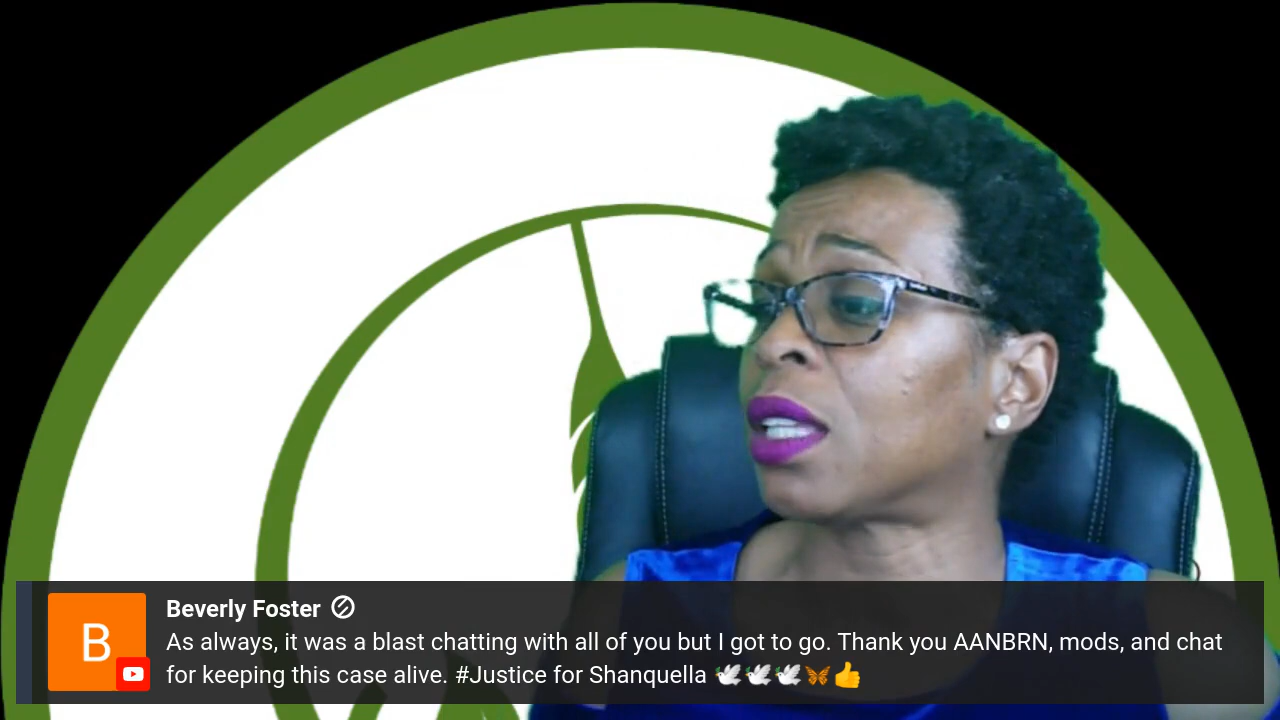 B
Beverly Foster
As always, it was a blast chatting with all of you but I got to go. Thank you AANBRN, mods, and chat
for keeping this case alive. #Justice for Shanquella 🕊️🕊️🕊️🦋👍